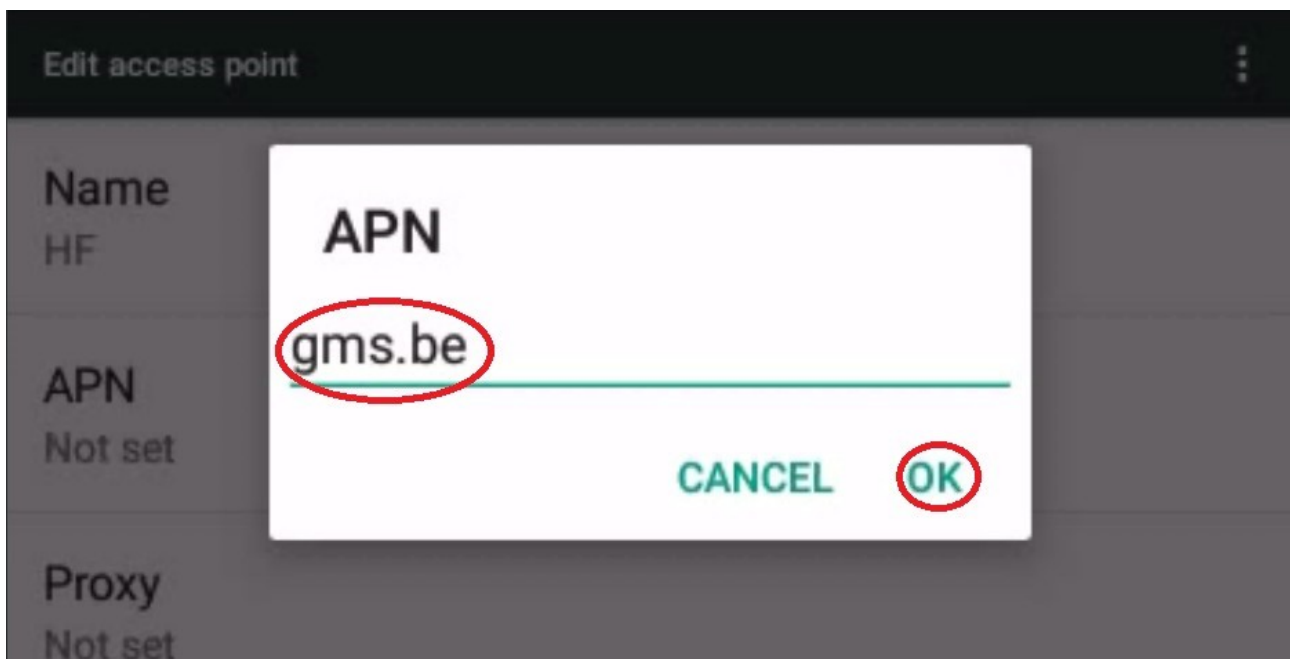 Edit access point
Name
HF
APN
gms.be
CANCEL OK
APN
Not set
Proxy
Not set